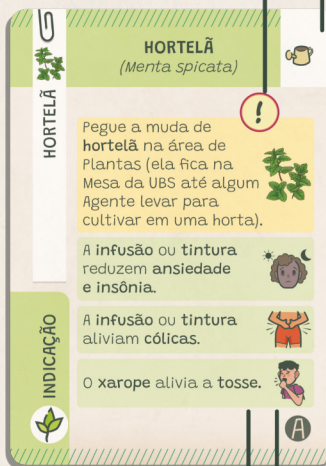 HORTELÃ
(Menta spicata)
HORTELÃ
!
Pegue a muda de
hortelã na área de
Plantas (ela fica na
Mesa da UBS até algum
Agente levar para
cultivar em uma horta).
A infusão ou tintura
reduzem ansiedade
e insônia.
A infusão ou tintura
aliviam cólicas.
INDICAÇÃO
O xarope alivia a tosse.
A